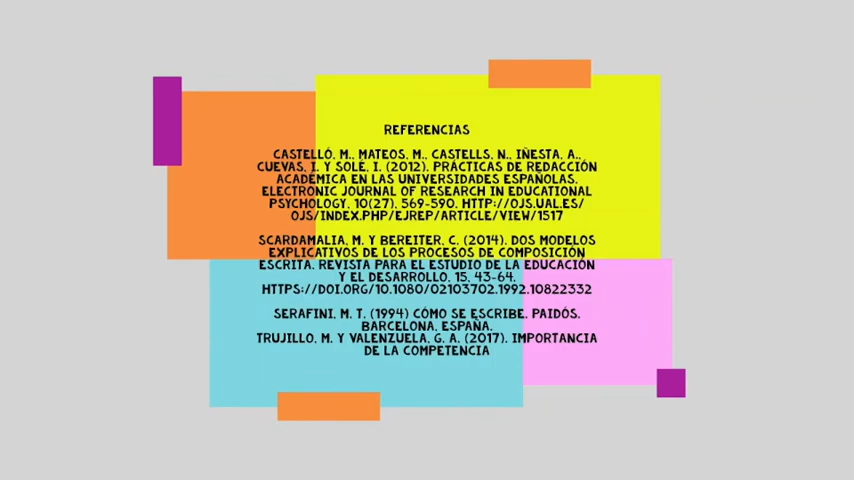 REFERENCIAS
CASTELLÓ, M., MATEOS, M., CASTELLS, N., IÑESTA, A.,
CUEVAS, I. Y SOLÉ, I. (2012). PRÁCTICAS DE REDACCIÓN
ACADÉMICA EN LAS UNIVERSIDADES ESPAÑOLAS.
ELECTRONIC JOURNAL OF RESEARCH IN EDUCATIONAL
PSYCHOLOGY, 10(27), 569-590. HTTP://OJS.UAL.ES/
OJS/INDEX.PHP/EJREP/ARTICLE/VIEW/1517
SCARDAMALIA, M. Y BEREITER, C. (2014). DOS MODELOS
EXPLICATIVOS DE LOS PROCESOS DE COMPOSICIÓN
ESCRITA. REVISTA PARA EL ESTUDIO DE LA EDUCACIÓN
Y EL DESARROLLO, 15, 43-64.
HTTPS://DOI.ORG/10.1080/02103702.1992.10822332
SERAFINI, M. T. (1994) CÓMO SE ESCRIBE. PAIDÓS.
BARCELONA, ESPAÑA.
TRUJILLO, M. Y VALENZUELA, G. A. (2017). IMPORTANCIA
DE LA COMPETENCIA